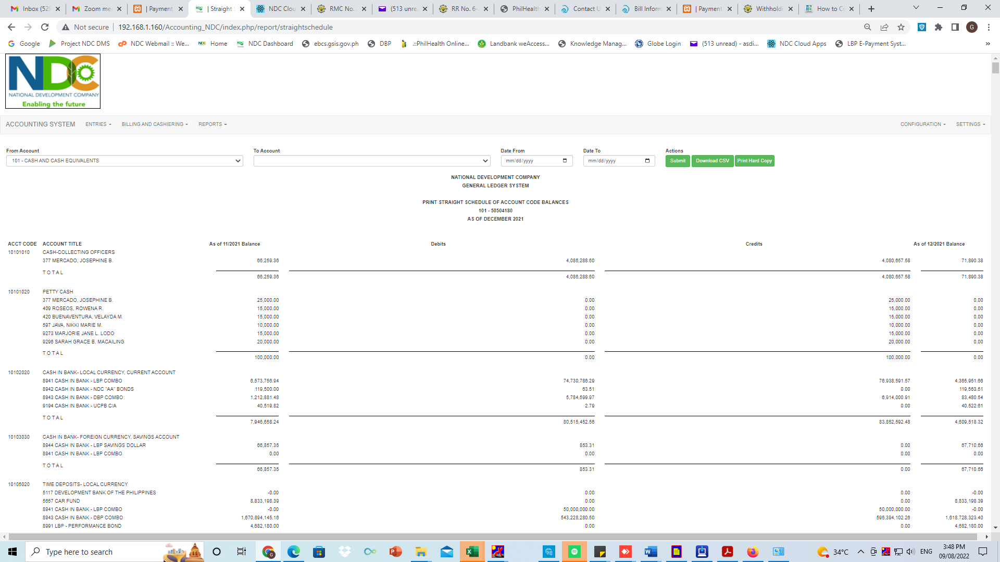 Inbox (529
Zoom me
| Payment
| Straight S
NDC Clou
RMC No.
(513 unre
RR No. 6-
PhilHealth
Contact U
Bill Inform
| Payment
Withholdi
How to Co
Not secure
192.168.1.160/Accounting_NDC/index.php/report/straightschedule
G
Google
Project NDC DMS
NDC Webmail :: We...
Home
NDC Dashboard
ebcs.gsis.gov.ph
DBP
.::PhilHealth Online...
Landbank weAccess...
Knowledge Manag...
Globe Login
(513 unread) - asdi...
NDC Cloud Apps
LBP E-Payment Syst...
NDC
NATIONAL DEVELOPMENT COMPANY
Enabling the future
ACCOUNTING SYSTEM ENTRIES BILLING AND CASHIERING REPORTS CONFIGURATION SETTINGS
From Account To Account Date From Date To Actions
101 - CASH AND CASH EQUIVALENTS mm/dd/yyyy mm/dd/yyyy Submit Download CSV Print Hard Copy
NATIONAL DEVELOPMENT COMPANY
GENERAL LEDGER SYSTEM
PRINT STRAIGHT SCHEDULE OF ACCOUNT CODE BALANCES
101 - 50504180
AS OF DECEMBER 2021
ACCT CODE ACCOUNT TITLE As of 11/2021 Balance Debits Credits As of 12/2021 Balance
10101010 CASH-COLLECTING OFFICERS
377 MERCADO, JOSEPHINE B. 66,259.36 4,086,288.60 4,080,657.58 71,890.38
T O T A L
66,259.36 4,086,288.60 4,080,657.58 71,890.38
10101020 PETTY CASH
377 MERCADO, JOSEPHINE B. 25,000.00 0.00 25,000.00 0.00
409 ROSEOS, ROWENA R. 15,000.00 0.00 15,000.00 0.00
420 BUENAVENTURA, VELAYDA M. 15,000.00 0.00 15,000.00 0.00
597 JAVA, NIKKI MARIE M. 10,000.00 0.00 10,000.00 0.00
9273 MARJORIE JANE L. LODO 15,000.00 0.00 15,000.00 0.00
9296 SARAH GRACE B. MACAILING 20,000.00 0.00 20,000.00 0.00
T O T A L
100,000.00 0.00 100,000.00 0.00
10102020 CASH IN BANK- LOCAL CURRENCY, CURRENT ACCOUNT
8941 CASH IN BANK - LBP COMBO 6,573,756.94 74,730,786.29 76,938,591.57 4,365,951.66
8942 CASH IN BANK - NDC "AA" BONDS 119,500.00 63.51 0.00 119,563.51
8943 CASH IN BANK - DBP COMBO 1,212,881.48 5,784,599.97 6,914,000.91 83,480.54
9194 CASH IN BANK - UCPB C/A 40,519.82 2.79 0.00 40,522.61
T O T A L
7,946,658.24 80,515,452.56 83,852,592.48 4,609,518.32
10103030 CASH IN BANK- FOREIGN CURRENCY, SAVINGS ACCOUNT
8944 CASH IN BANK - LBP SAVINGS DOLLAR 66,857.35 853.31 0.00 67,710.66
8941 CASH IN BANK - LBP COMBO 0.00 0.00 0.00 0.00
T O T A L
66,857.35 853.31 0.00 67,710.66
10105020 TIME DEPOSITS- LOCAL CURRENCY
5117 DEVELOPMENT BANK OF THE PHILIPPINES -0.00 0.00 0.00 -0.00
5657 CAR FUND 8,833,198.39 0.00 0.00 8,833,198.39
8941 CASH IN BANK - LBP COMBO -0.00 50,000,000.00 50,000,000.00 -0.00
8943 CASH IN BANK - DBP COMBO 1,670,894,145.16 543,228,280.50 595,394,102.26 1,618,728,323.40
8991 LBP - PERFORMANCE BOND 4,682,180.00 0.00 0.00 4,682,180.00
Type here to search
34°C
ENG
3:48 PM
09/08/2022